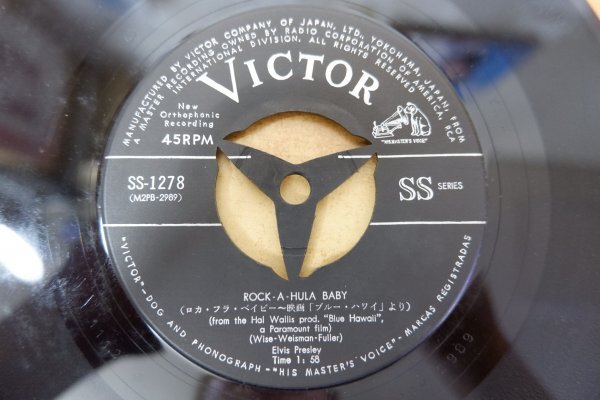 MANUFACTURED BY VICTOR COMPANY OF JAPAN, LTD., YOKOHAMA, JAPAN, FROM
A MASTER RECORDING OWNED BY RADIO CORPORATION OF AMERICA, RCA
INTERNATIONAL DIVISION. ALL RIGHTS RESERVED
VICTOR
New
Orthophonic
Recording
45RPM
"HIS MASTER'S VOICE"
SS-1278
(M2PB-2989)
SS SERIES
ROCK-A-HULA BABY
(ロカ・フラ・ベイビー〜映画「ブルー・ハワイ」より)
(from the Hal Wallis prod. "Blue Hawaii",
a Paramount film)
(Wise-Weisman-Fuller)
Elvis Presley
Time 1: 58
"VICTOR"-DOG AND PHONOGRAPH-"HIS MASTER'S VOICE"-MARCAS REGISTRADAS